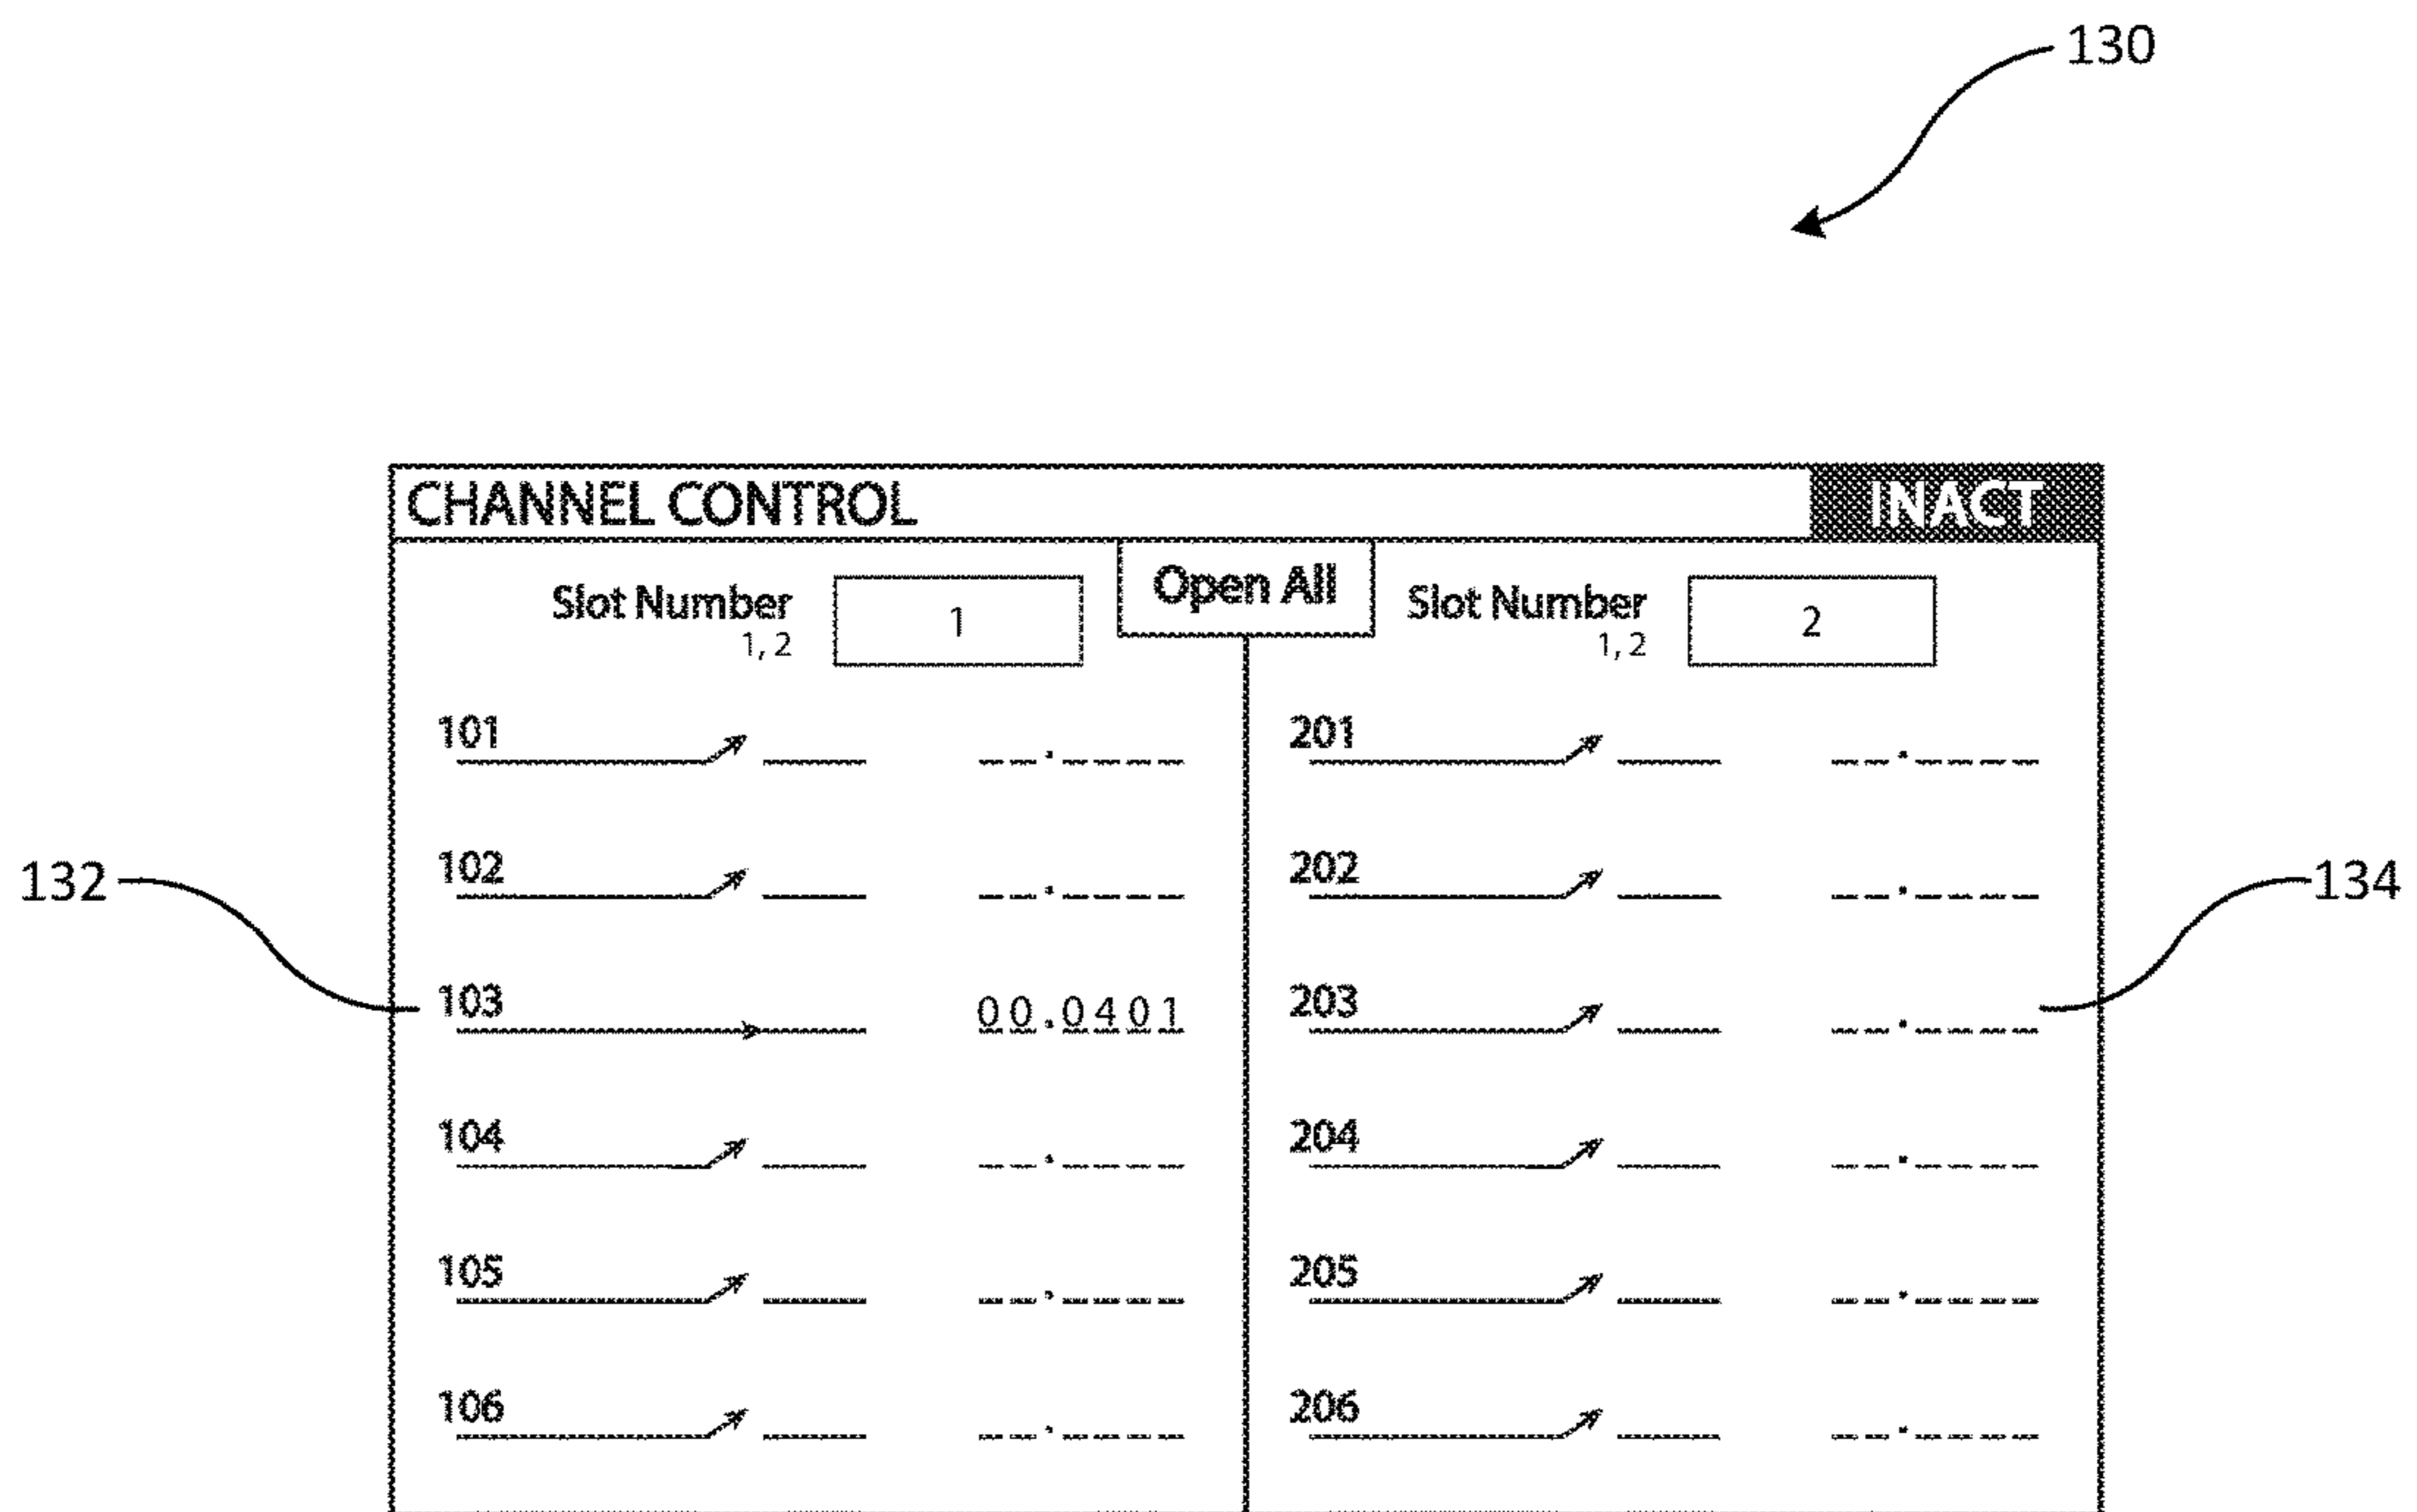 130
CHANNEL CONTROL INACT
Open All
Slot Number 1 Slot Number 2
1, 2 1, 2
101 201
102 202
132 134
103 00.0401 203
104 204
105 205
106 206